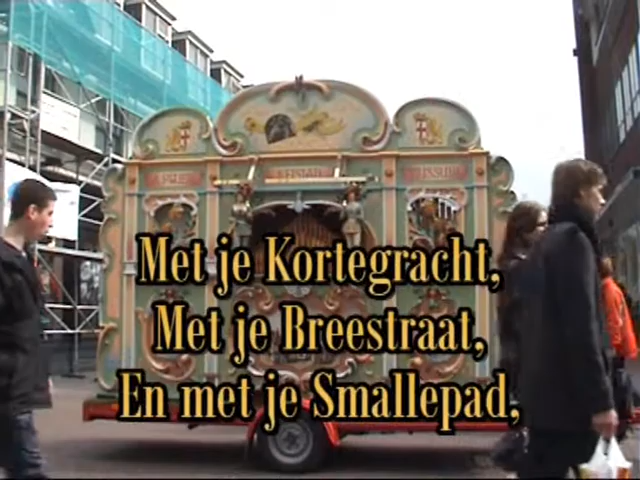 Met je Kortegracht,
Met je Breestraat,
En met je Smallepad,